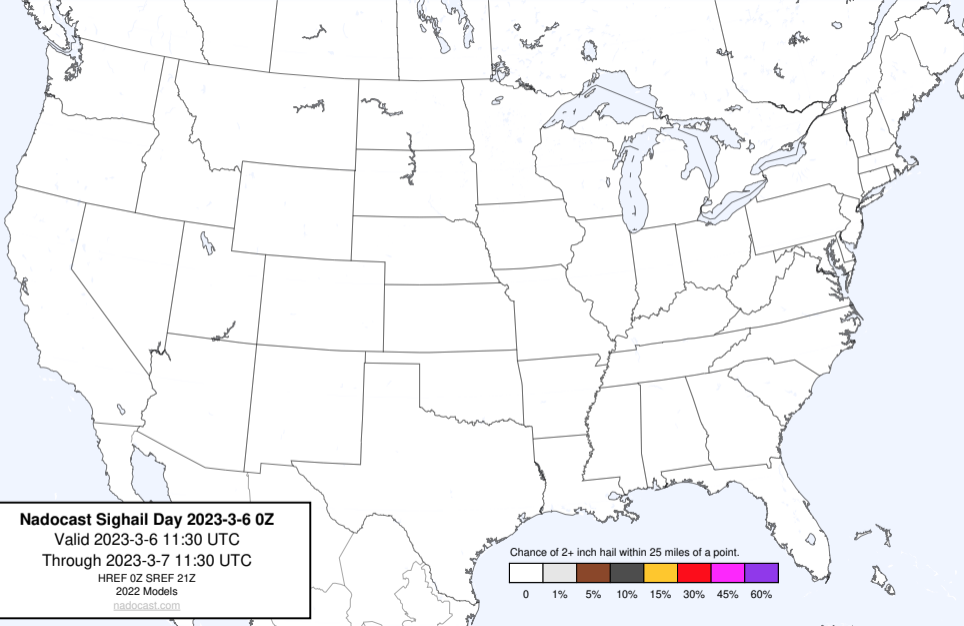 Nadocast Sighail Day 2023-3-6 0Z
Valid 2023-3-6 11:30 UTC
Through 2023-3-7 11:30 UTC
HREF 0Z SREF 21Z
2022 Models
nadocast.com
Chance of 2+ inch hail within 25 miles of a point.
0 1% 5% 10% 15% 30% 45% 60%